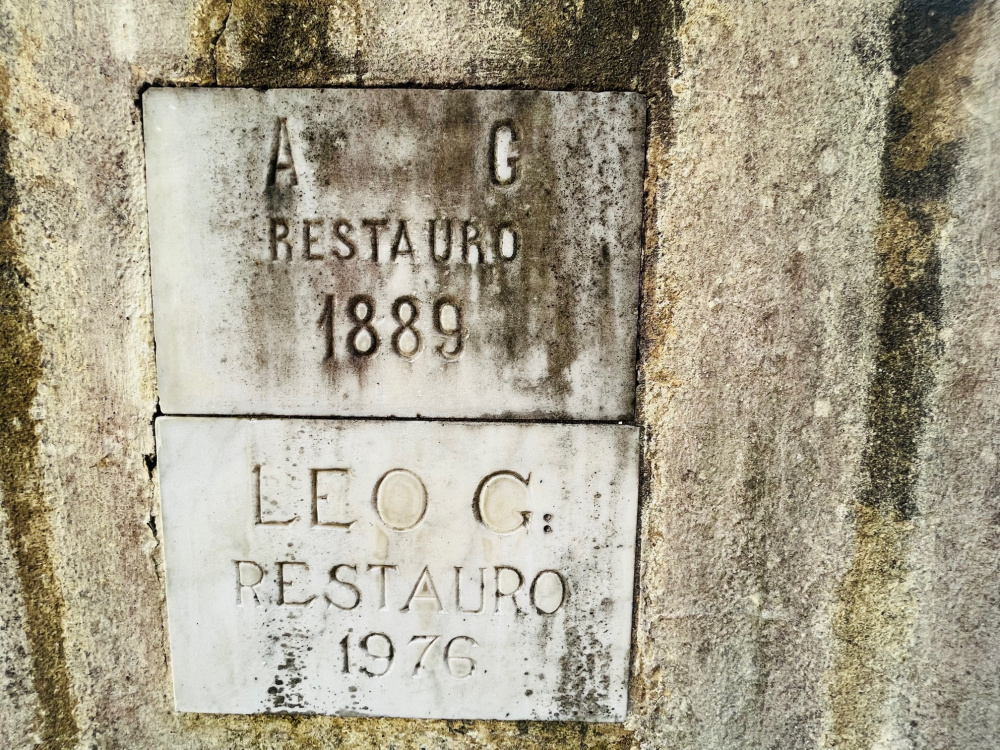 A G
RESTAURO
1889
LEO G:
RESTAURO
1976